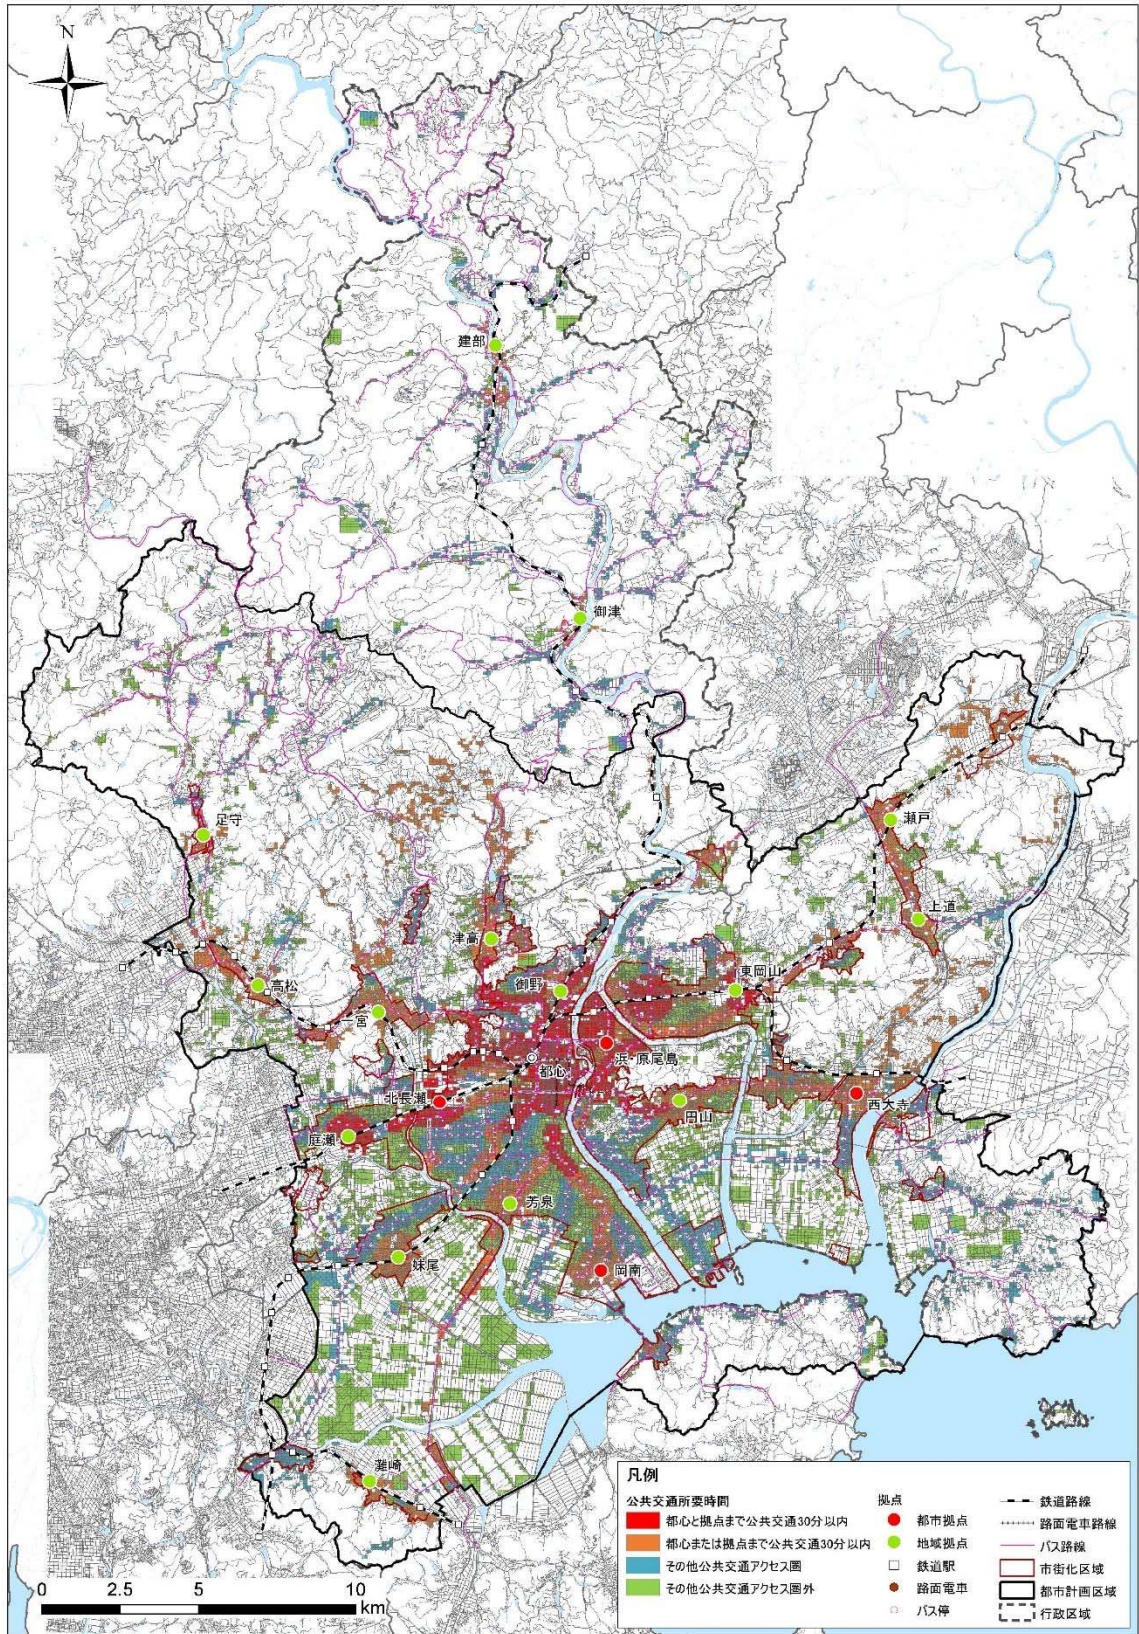 N
建部
御津
足守
瀬戸
上道
津高
御野
東岡山
高松
一宮
浜・原尾島
都心
北長瀬
西大寺
円山
庭瀬
芳泉
妹尾
岡南
灘崎
凡例
公共交通所要時間
都心と拠点まで公共交通30分以内
都心または拠点まで公共交通30分以内
その他公共交通アクセス圏
その他公共交通アクセス圏外
拠点
都市拠点
地域拠点
鉄道駅
路面電車
バス停
鉄道路線
路面電車路線
バス路線
市街化区域
都市計画区域
行政区域
0 2.5 5 10
km